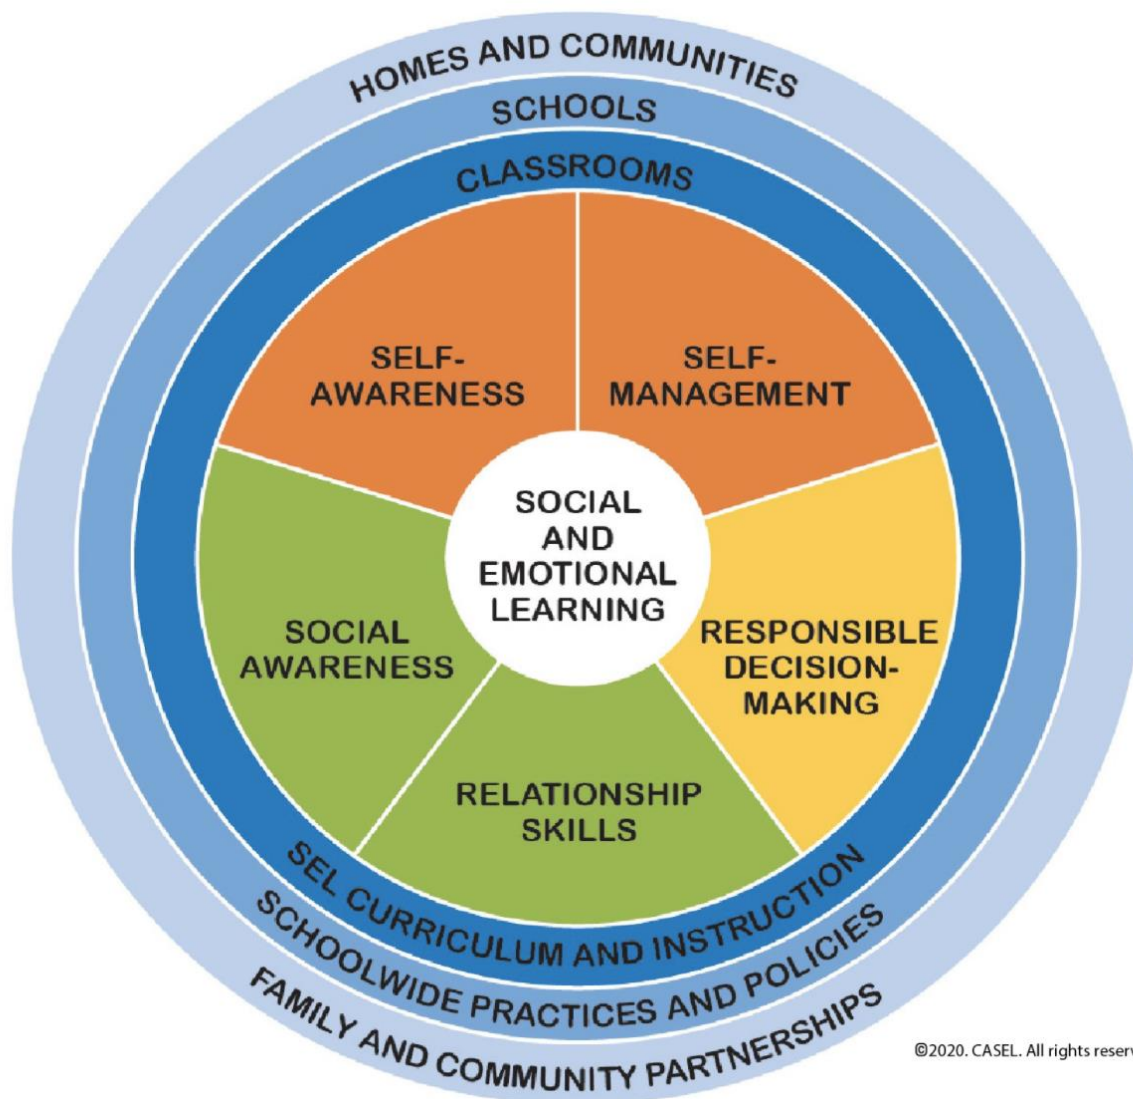 HOMES AND COMMUNITIES
SCHOOLS
CLASSROOMS
SELF-
AWARENESS
SELF-
MANAGEMENT
SOCIAL
AND
EMOTIONAL
LEARNING
SOCIAL
AWARENESS
RESPONSIBLE
DECISION-
MAKING
RELATIONSHIP
SKILLS
SEL CURRICULUM AND INSTRUCTION
SCHOOLWIDE PRACTICES AND POLICIES
FAMILY AND COMMUNITY PARTNERSHIPS
©2020. CASEL. All rights